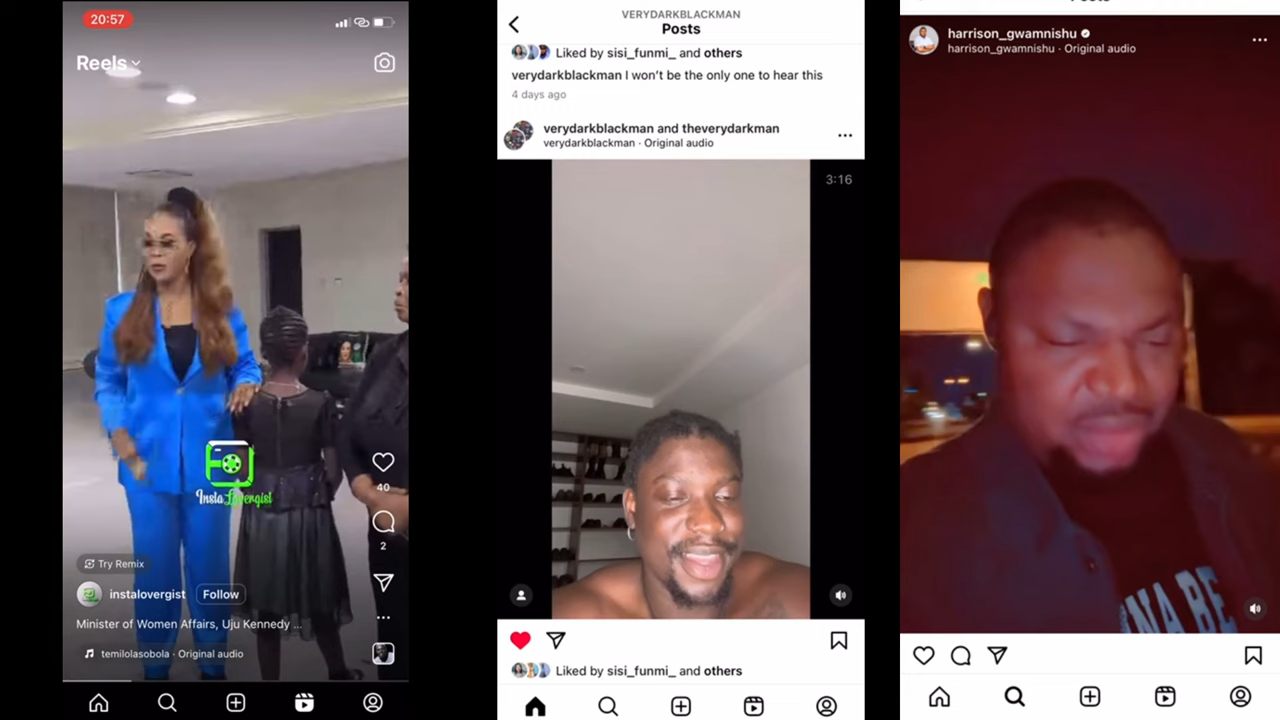 20:57
Reels
Insta Lovergist
40
2
Try Remix
instalovergist Follow
Minister of Women Affairs, Uju Kennedy ...
temilolasobola · Original audio
VERYDARKBLACKMAN
Posts
Liked by sisi_funmi_ and others
verydarkblackman I won't be the only one to hear this
4 days ago
verydarkblackman and theverydarkman
verydarkblackman · Original audio
3:16
Liked by sisi_funmi_ and others
harrison_gwamnishu
harrison_gwamnishu · Original audio
NA BE